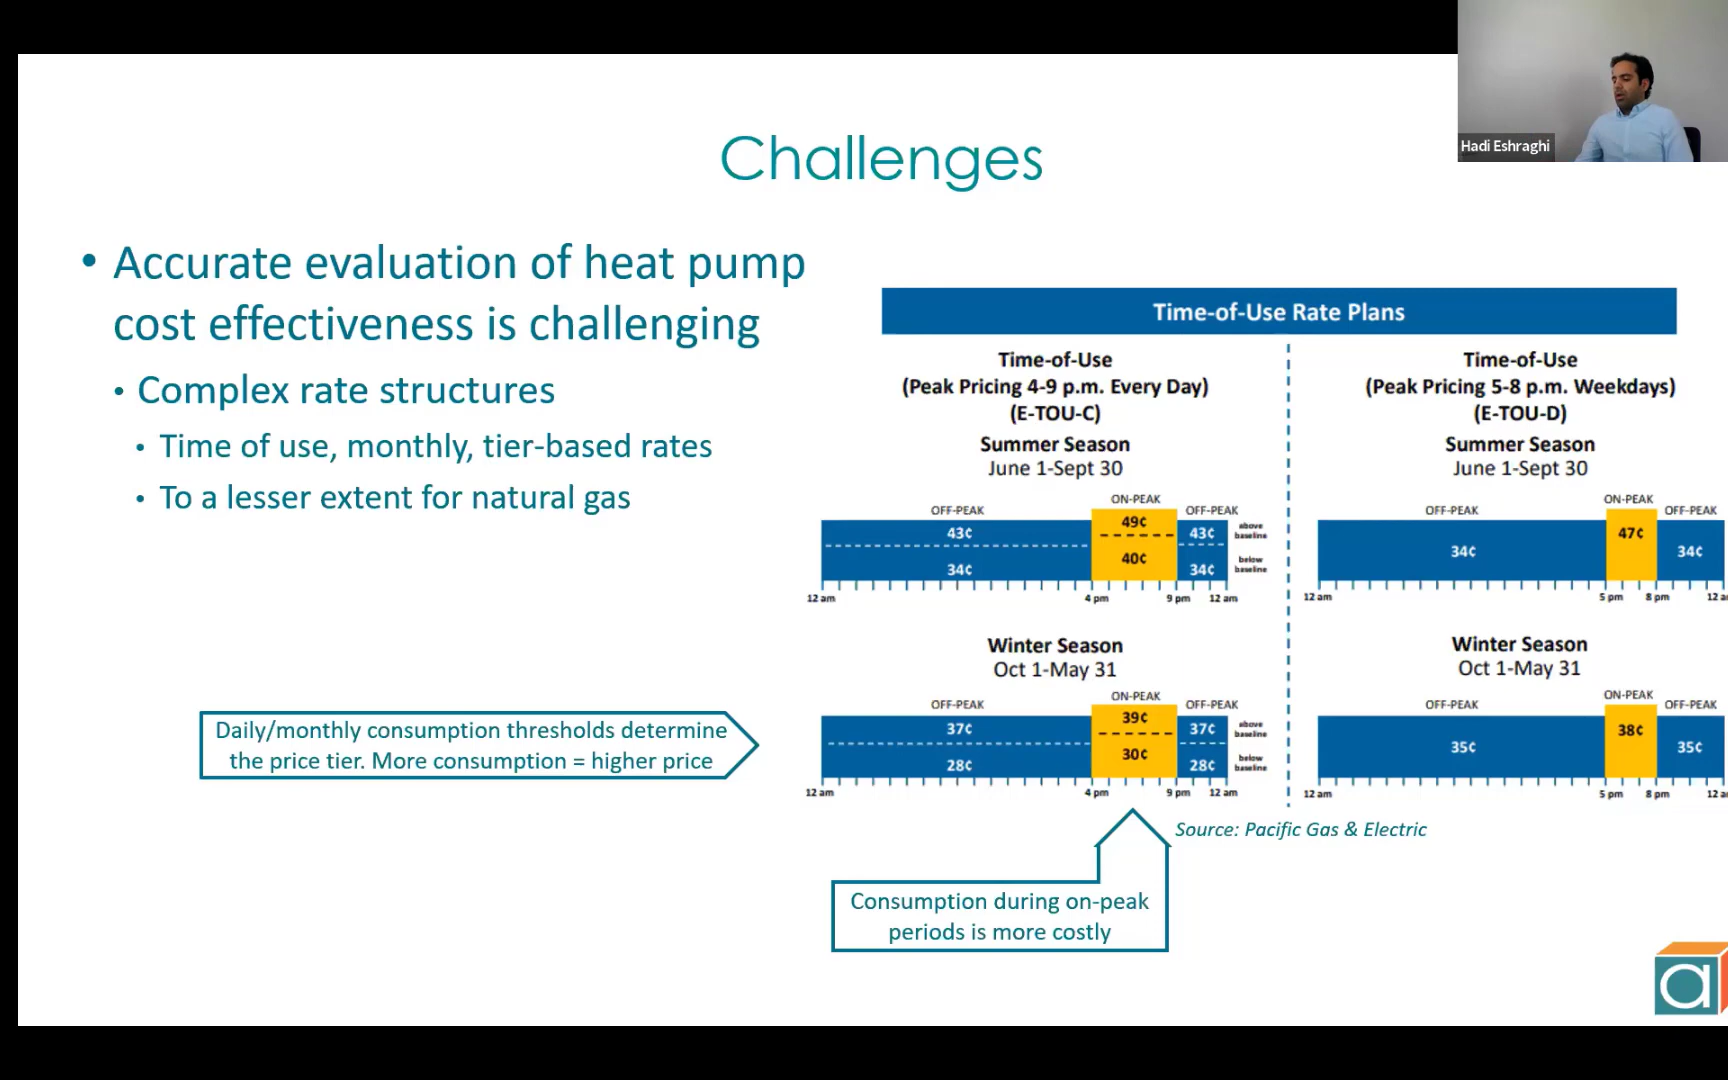 Hadi Eshraghi
Challenges
• Accurate evaluation of heat pump
cost effectiveness is challenging
• Complex rate structures
• Time of use, monthly, tier-based rates
• To a lesser extent for natural gas
Daily/monthly consumption thresholds determine
the price tier. More consumption = higher price
Time-of-Use Rate Plans
Time-of-Use
(Peak Pricing 4-9 p.m. Every Day)
(E-TOU-C)
Summer Season
June 1-Sept 30
OFF-PEAK ON-PEAK OFF-PEAK
43¢ 49¢ 43¢ above baseline
34¢ 40¢ 34¢ below baseline
12 am 4 pm 9 pm 12 am
Winter Season
Oct 1-May 31
OFF-PEAK ON-PEAK OFF-PEAK
37¢ 39¢ 37¢ above baseline
28¢ 30¢ 28¢ below baseline
12 am 4 pm 9 pm 12 am
Time-of-Use
(Peak Pricing 5-8 p.m. Weekdays)
(E-TOU-D)
Summer Season
June 1-Sept 30
OFF-PEAK ON-PEAK OFF-PEAK
34¢ 47¢ 34¢
12 am 5 pm 8 pm 12 a
Winter Season
Oct 1-May 31
OFF-PEAK ON-PEAK OFF-PEAK
35¢ 38¢ 35¢
12 am 5 pm 8 pm 12 a
Source: Pacific Gas & Electric
Consumption during on-peak
periods is more costly
a